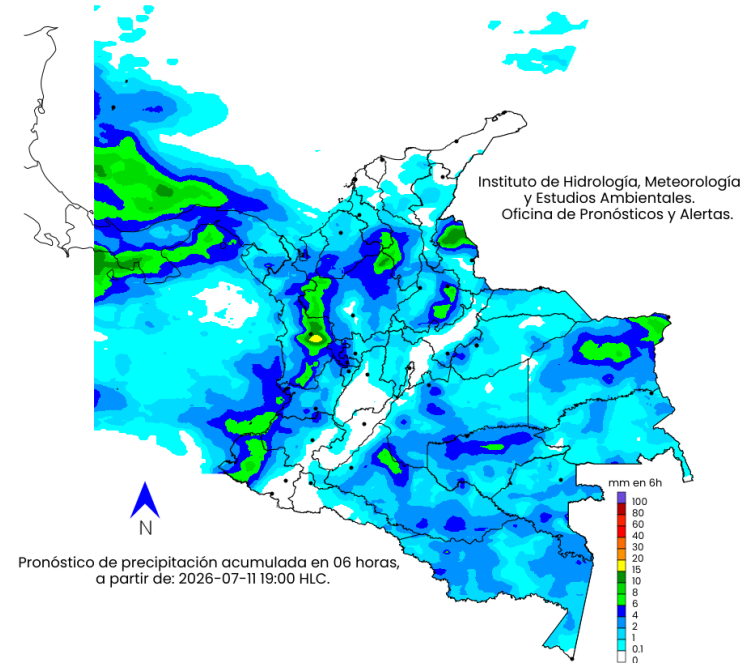 Instituto de Hidrología, Meteorología
y Estudios Ambientales.
Oficina de Pronósticos y Alertas.
mm en 6h
100
80
60
40
30
20
15
10
8
6
4
2
1
0.1
0
N
Pronóstico de precipitación acumulada en 06 horas,
a partir de: 2026-07-11 19:00 HLC.